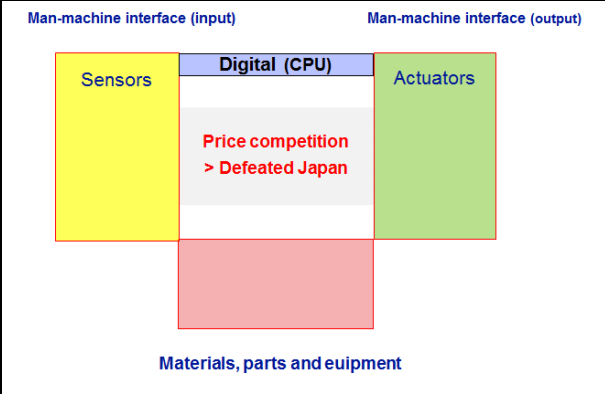 Man-machine interface (input)
Man-machine interface (output)
Digital (CPU)
Sensors
Actuators
Price competition
> Defeated Japan
Materials, parts and euipment